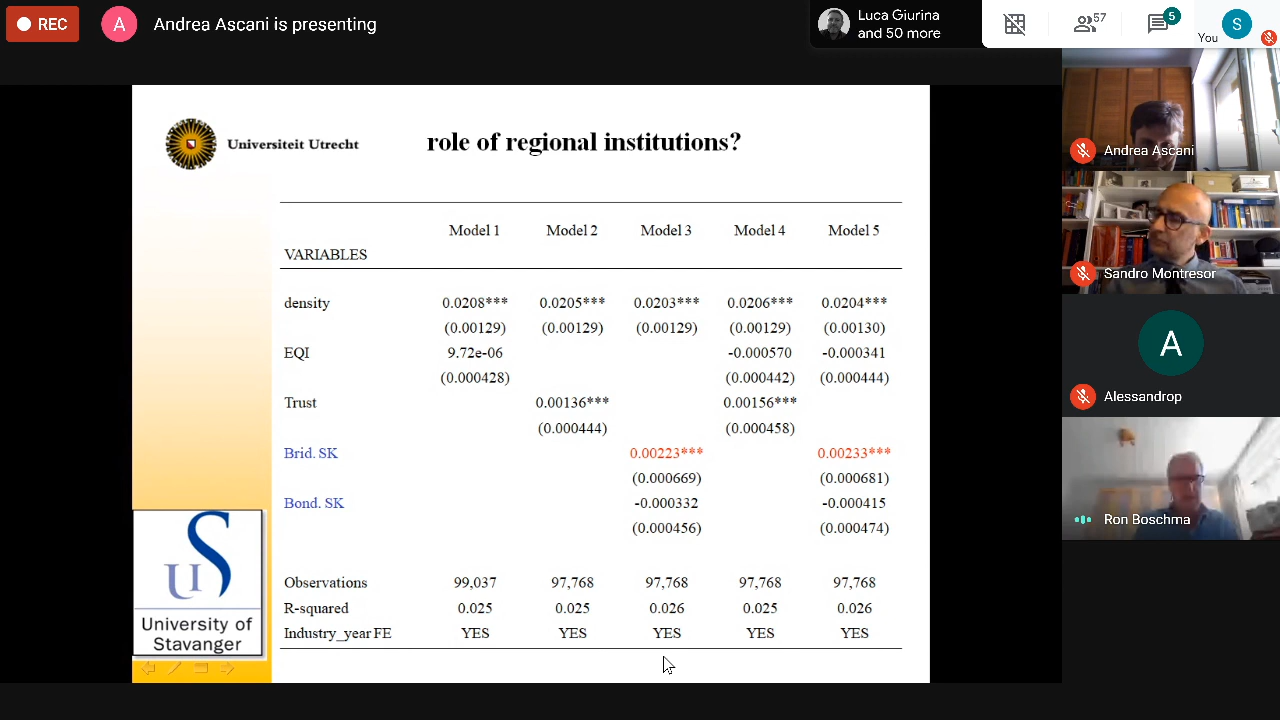 REC
A
Andrea Ascani is presenting
Luca Giurina
and 50 more
57
5
You
S
Universiteit Utrecht
role of regional institutions?
Model 1 Model 2 Model 3 Model 4 Model 5
VARIABLES
density 0.0208*** 0.0205*** 0.0203*** 0.0206*** 0.0204***
(0.00129) (0.00129) (0.00129) (0.00129) (0.00130)
EQI 9.72e-06 -0.000570 -0.000341
(0.000428) (0.000442) (0.000444)
Trust 0.00136*** 0.00156***
(0.000444) (0.000458)
Brid. SK 0.00223*** 0.00233***
(0.000669) (0.000681)
Bond. SK -0.000332 -0.000415
(0.000456) (0.000474)
Observations 99,037 97,768 97,768 97,768 97,768
R-squared 0.025 0.025 0.026 0.025 0.026
Industry_year FE YES YES YES YES YES
US
University of
Stavanger
Andrea Ascani
Sandro Montresor
A
Alessandrop
Ron Boschma